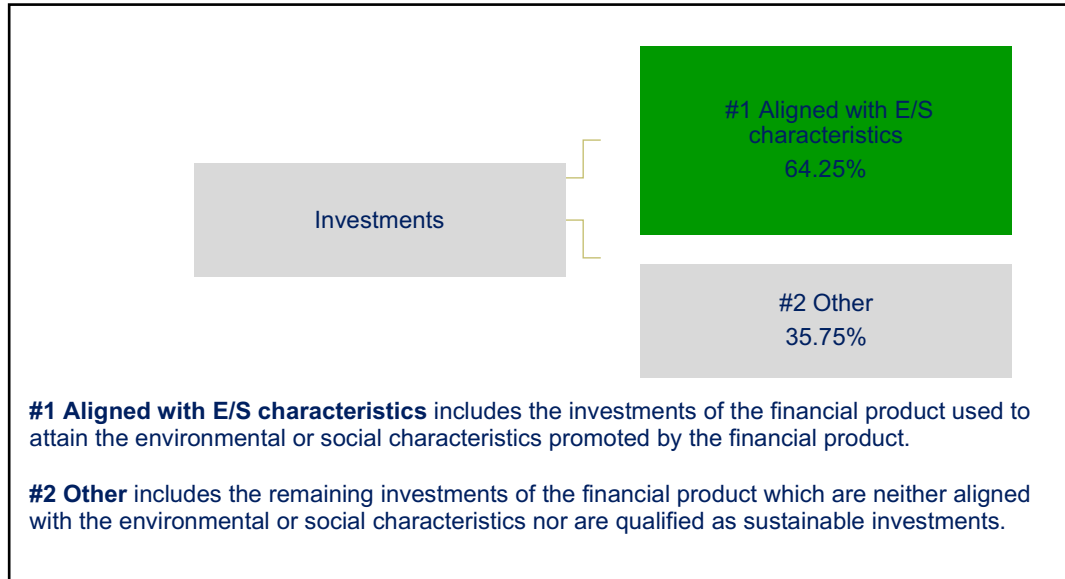 #1 Aligned with E/S
characteristics
64.25%
Investments
#2 Other
35.75%
#1 Aligned with E/S characteristics includes the investments of the financial product used to
attain the environmental or social characteristics promoted by the financial product.
#2 Other includes the remaining investments of the financial product which are neither aligned
with the environmental or social characteristics nor are qualified as sustainable investments.